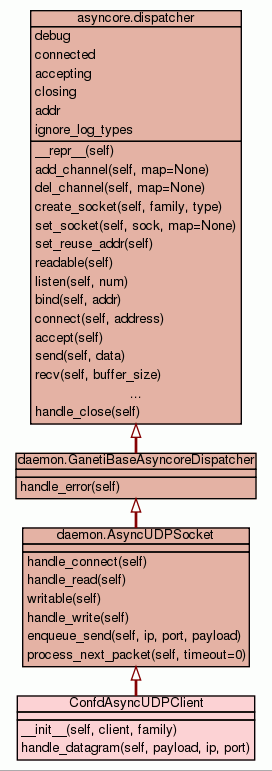 asyncore.dispatcher
debug
connected
accepting
closing
addr
ignore_log_types
__repr__(self)
add_channel(self, map=None)
del_channel(self, map=None)
create_socket(self, family, type)
set_socket(self, sock, map=None)
set_reuse_addr(self)
readable(self)
listen(self, num)
bind(self, addr)
connect(self, address)
accept(self)
send(self, data)
recv(self, buffer_size)
...
handle_close(self)
daemon.GanetiBaseAsyncoreDispatcher
handle_error(self)
daemon.AsyncUDPSocket
handle_connect(self)
handle_read(self)
writable(self)
handle_write(self)
enqueue_send(self, ip, port, payload)
process_next_packet(self, timeout=0)
ConfdAsyncUDPClient
__init__(self, client, family)
handle_datagram(self, payload, ip, port)